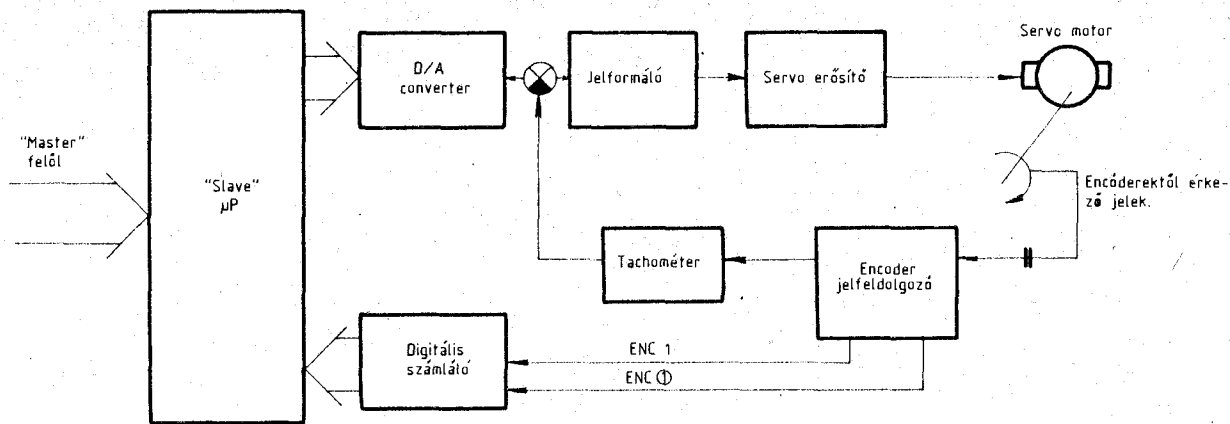 "Master"
felől
"Slave"
µP
D/A
converter
Jelformáló
Servo erősítő
Servo motor
Encóderektől érke-
ző jelek.
Tachométer
Encoder
jelfeldolgozó
Digitális
számláló
ENC 1
ENC ①